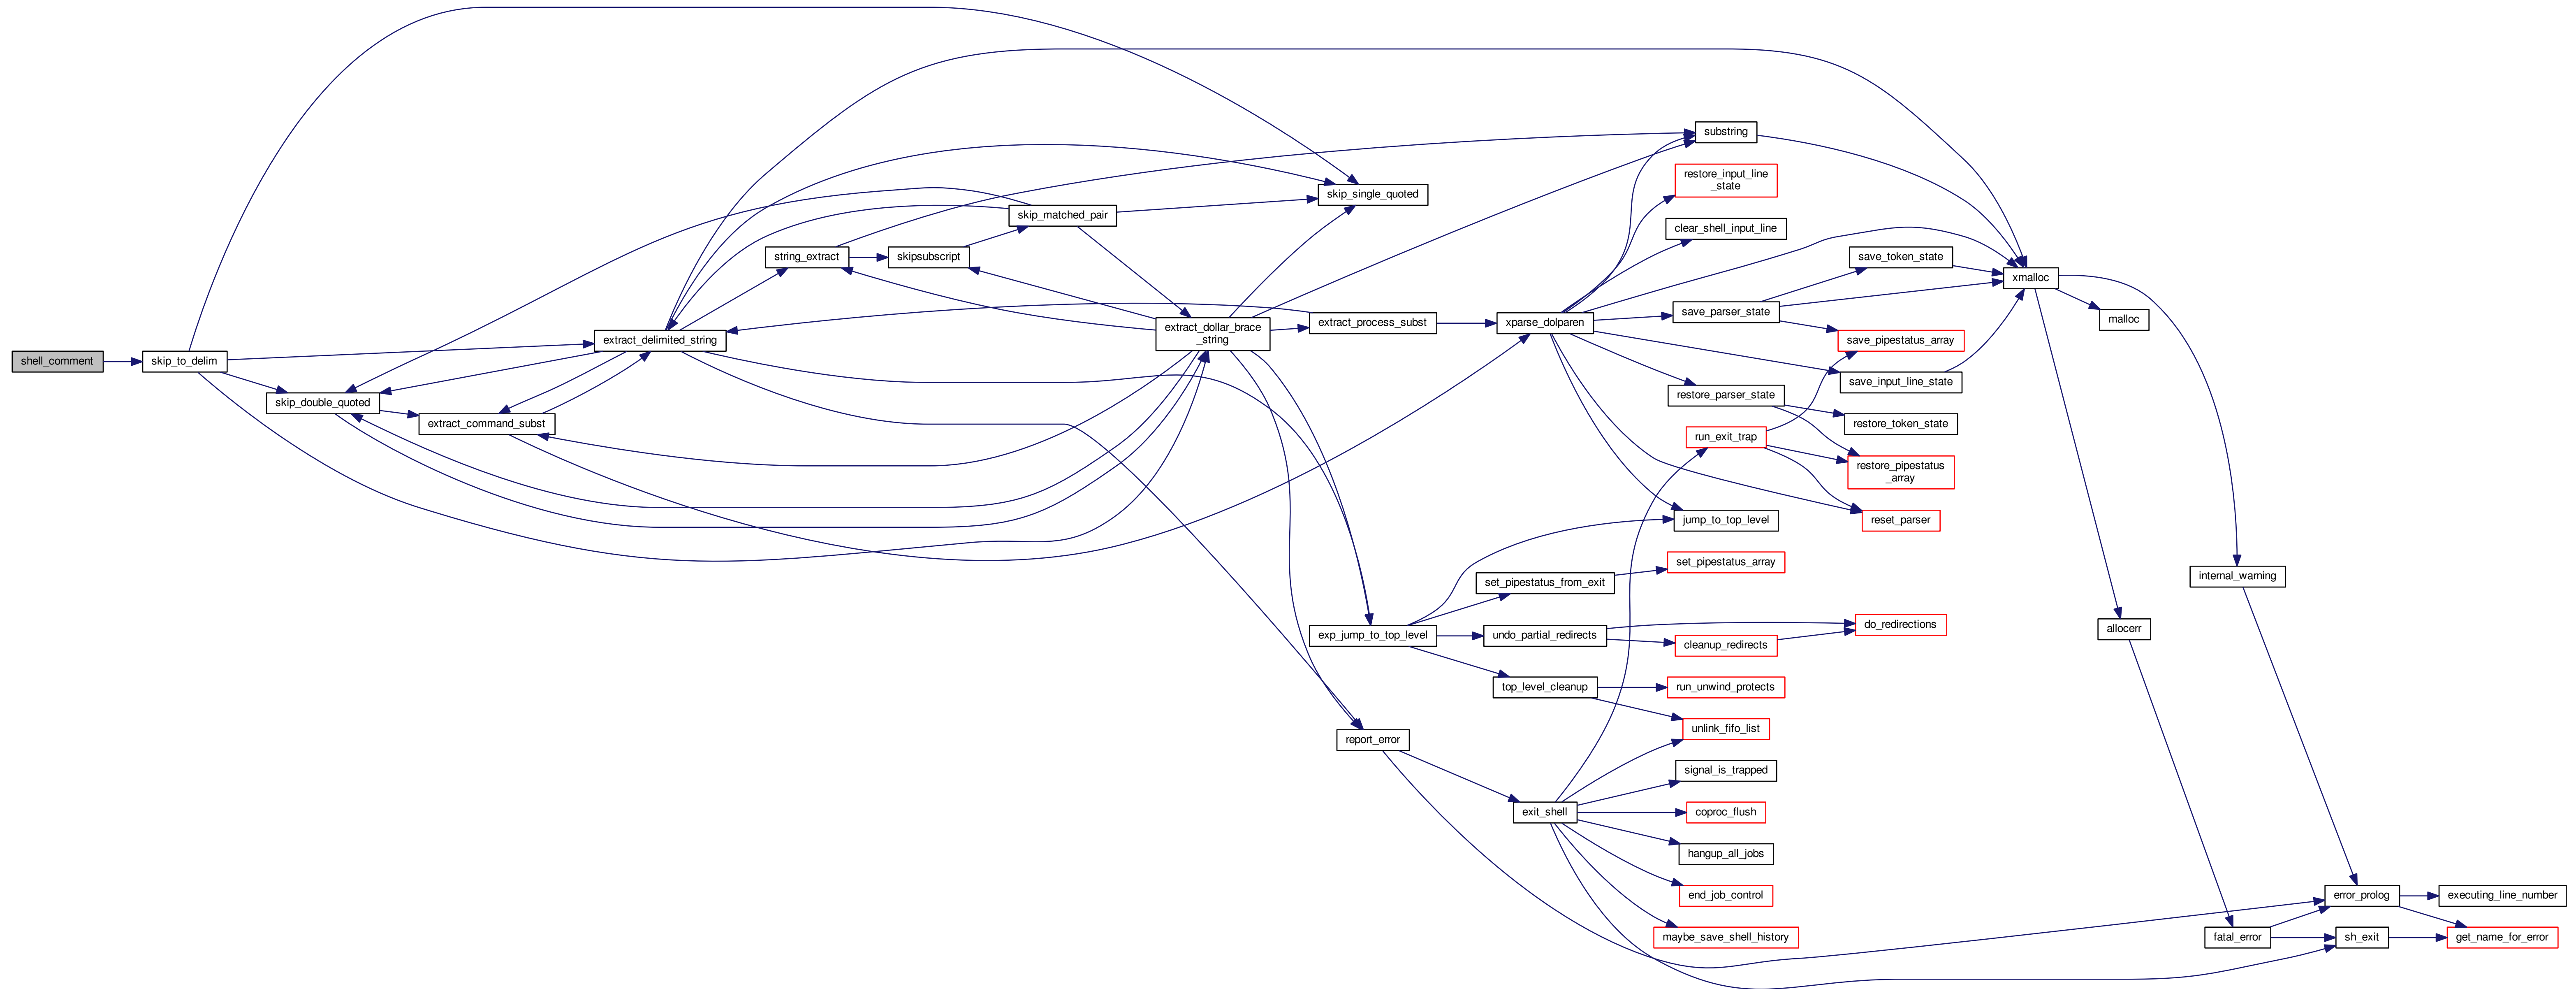 shell_comment
skip_to_delim
skip_double_quoted
extract_command_subst
extract_delimited_string
string_extract
skipsubscript
skip_matched_pair
extract_dollar_brace
_string
skip_single_quoted
extract_process_subst
exp_jump_to_top_level
report_error
xparse_dolparen
set_pipestatus_from_exit
undo_partial_redirects
top_level_cleanup
exit_shell
substring
restore_input_line
_state
clear_shell_input_line
save_parser_state
restore_parser_state
run_exit_trap
jump_to_top_level
set_pipestatus_array
cleanup_redirects
run_unwind_protects
unlink_fifo_list
signal_is_trapped
coproc_flush
hangup_all_jobs
end_job_control
maybe_save_shell_history
save_token_state
save_pipestatus_array
save_input_line_state
restore_token_state
restore_pipestatus
_array
reset_parser
do_redirections
xmalloc
malloc
allocerr
internal_warning
fatal_error
error_prolog
sh_exit
executing_line_number
get_name_for_error